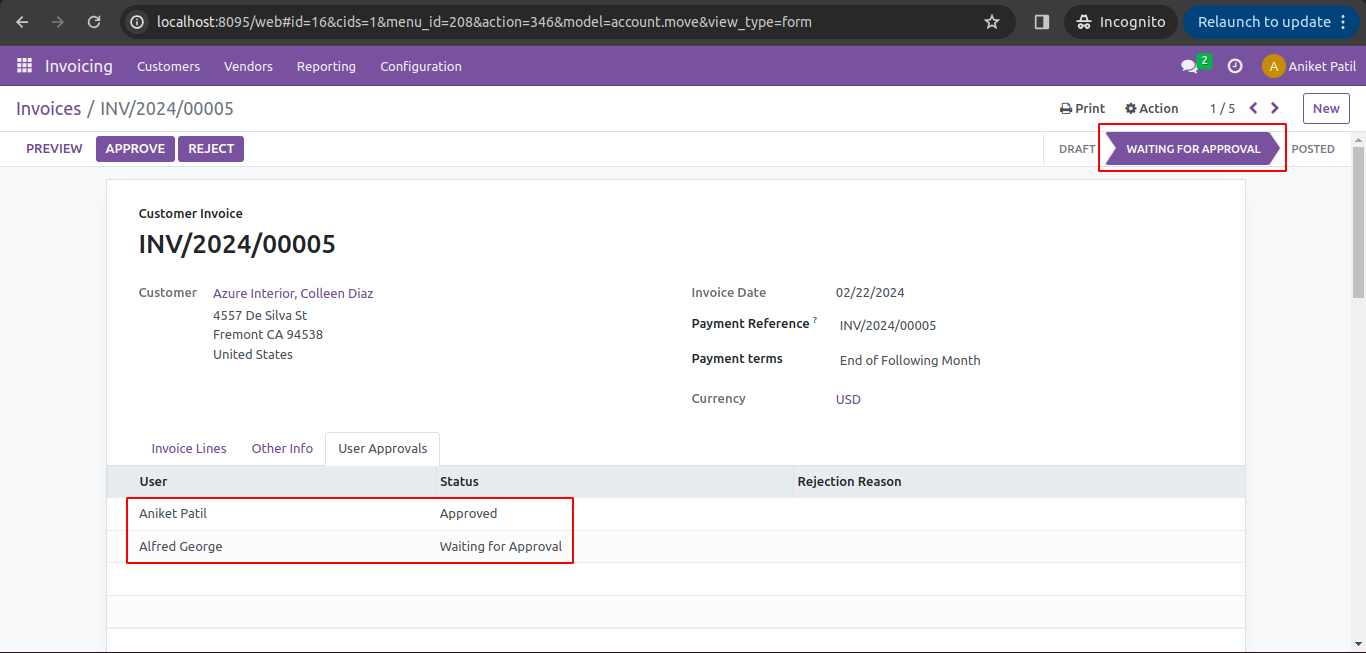 localhost:8095/web#id=16&cids=1&menu_id=208&action=346&model=account.move&view_type=form
Incognito
Relaunch to update
Invoicing Customers Vendors Reporting Configuration
2
A Aniket Patil
Invoices / INV/2024/00005
Print Action 1 / 5 New
PREVIEW APPROVE REJECT
DRAFT WAITING FOR APPROVAL POSTED
Customer Invoice
INV/2024/00005
Customer Azure Interior, Colleen Diaz
4557 De Silva St
Fremont CA 94538
United States
Invoice Date 02/22/2024
Payment Reference ? INV/2024/00005
Payment terms End of Following Month
Currency USD
Invoice Lines Other Info User Approvals
User Status Rejection Reason
Aniket Patil Approved
Alfred George Waiting for Approval